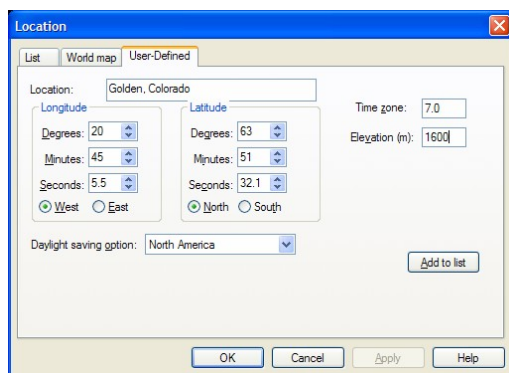 Location
List World map User-Defined
Location: Golden, Colorado
Longitude Latitude Time zone: 7.0
Degrees: 20 Degrees: 63 Elevation (m): 1600
Minutes: 45 Minutes: 51
Seconds: 5.5 Seconds: 32.1
West East North South
Daylight saving option: North America
Add to list
OK Cancel Apply Help